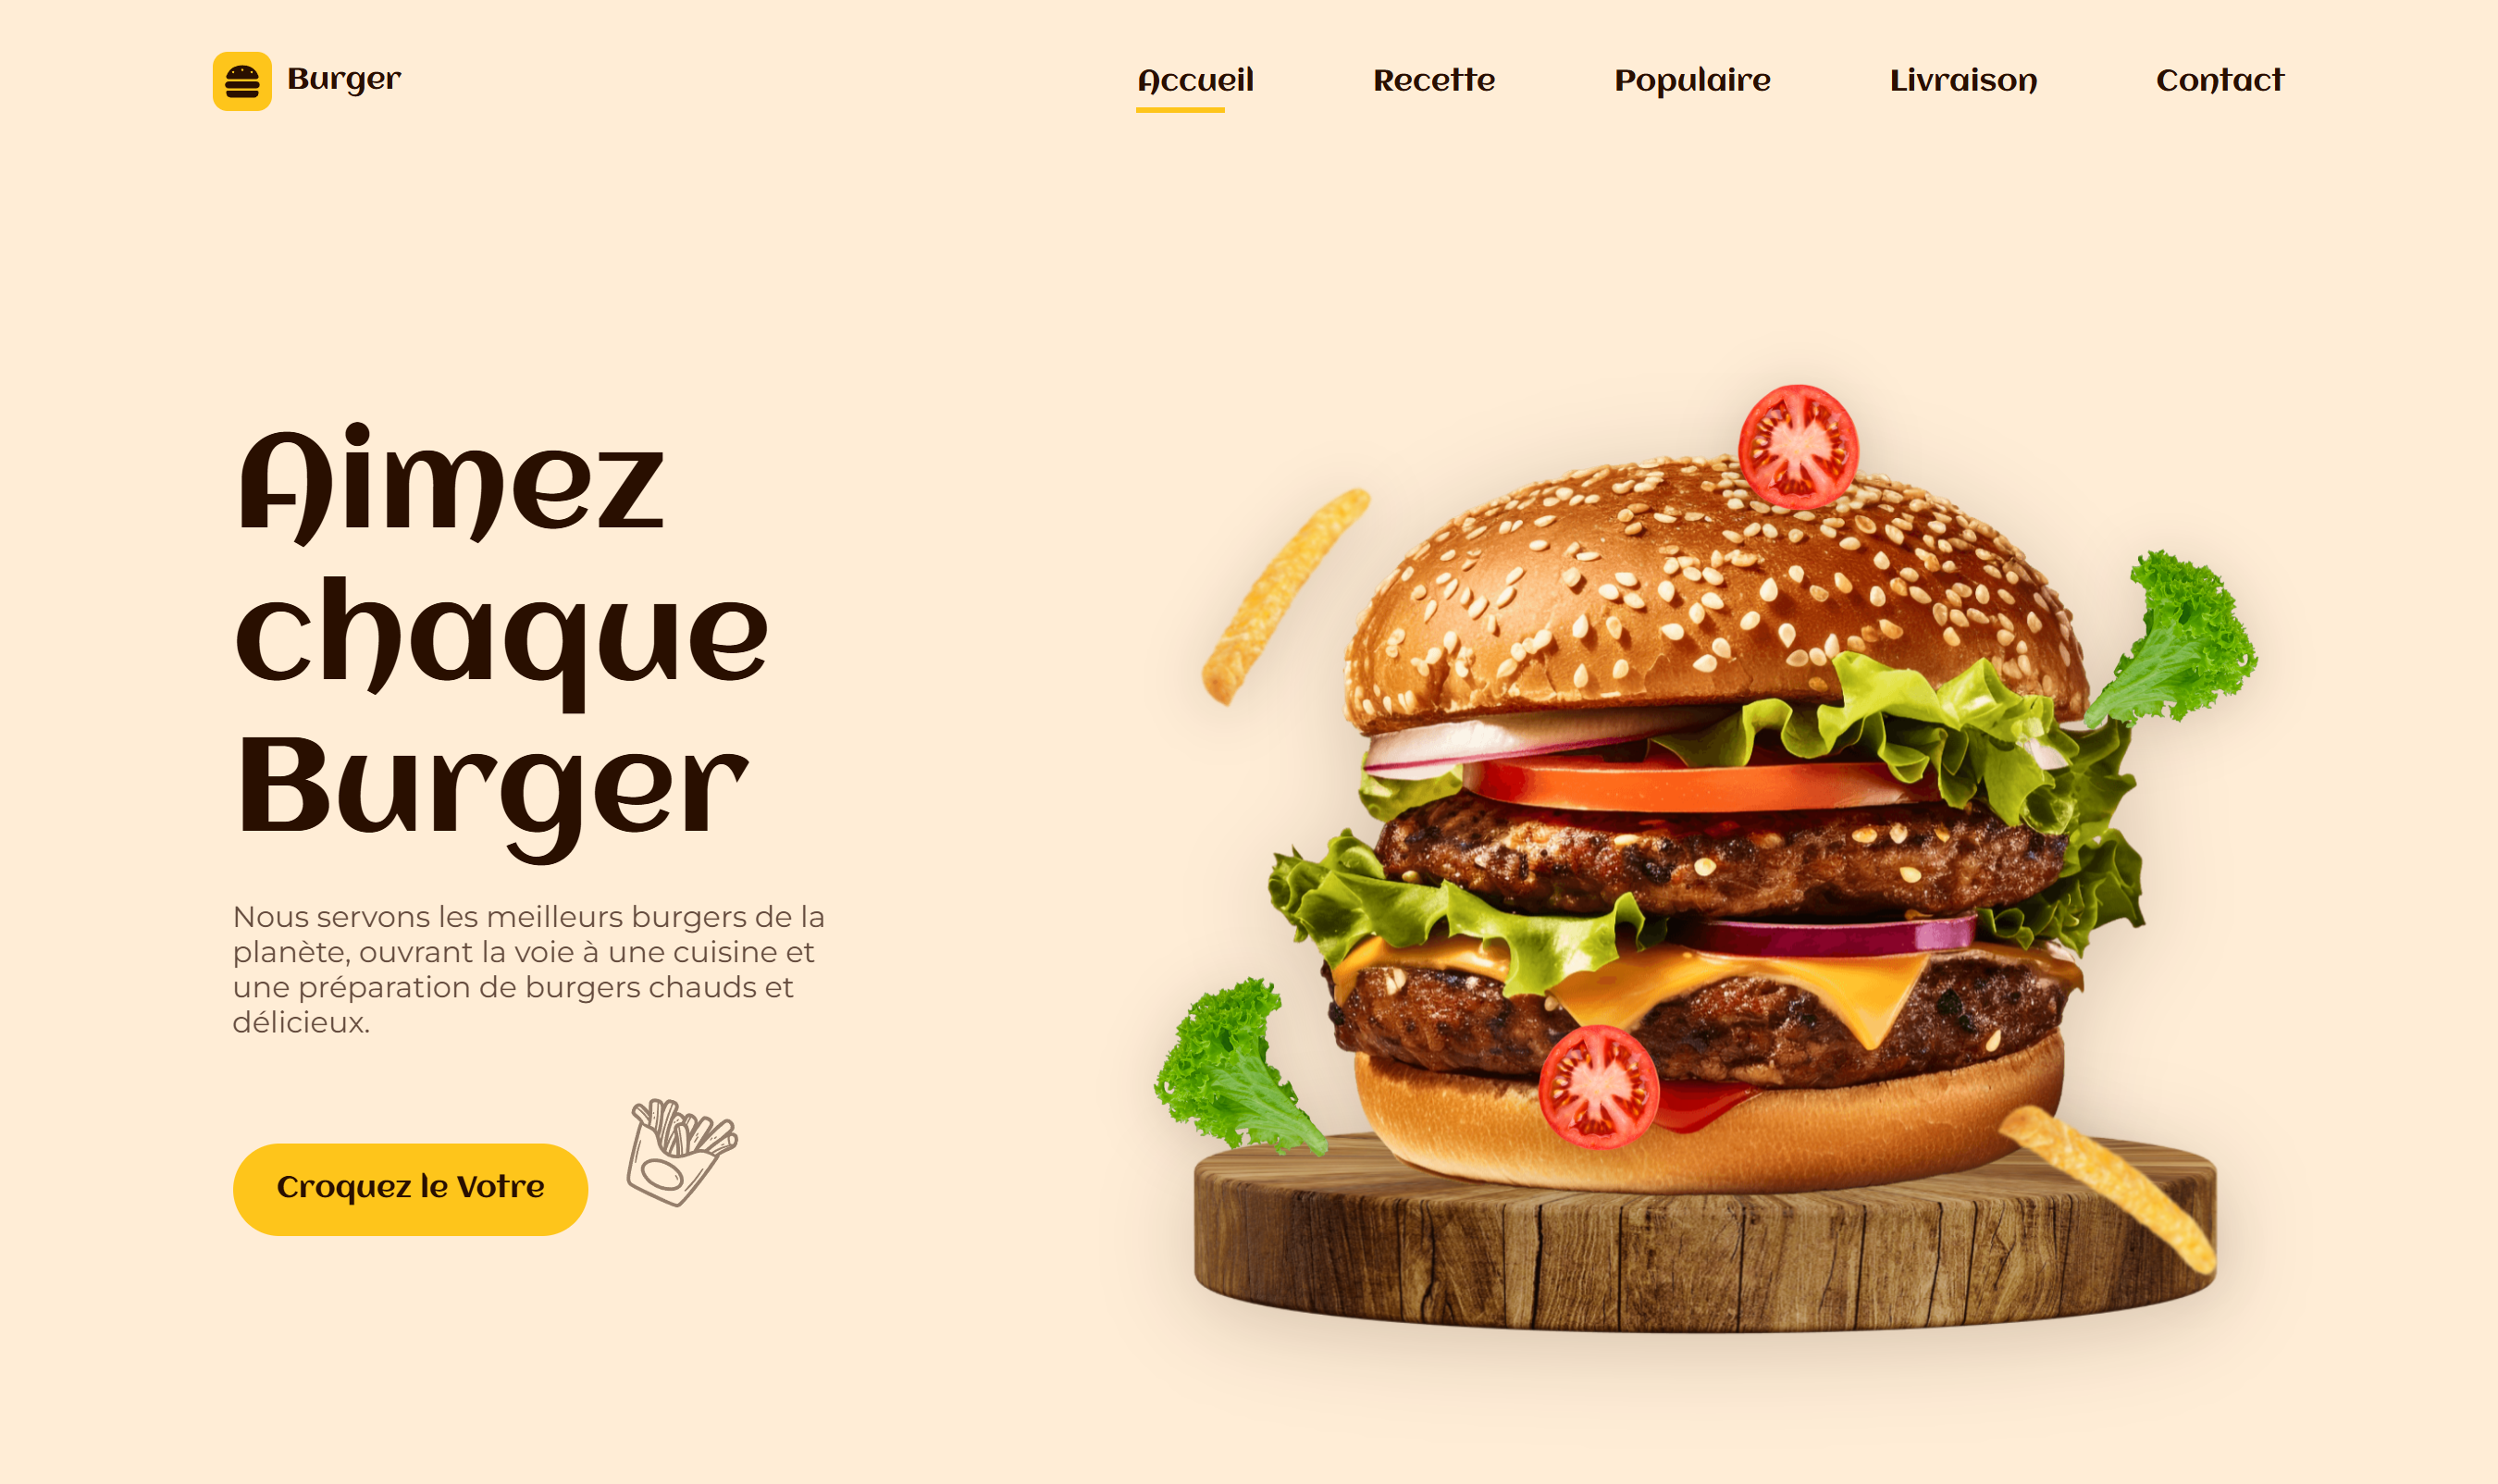 Burger
Accueil Recette Populaire Livraison Contact
Aimez
chaque
Burger
Nous servons les meilleurs burgers de la
planète, ouvrant la voie à une cuisine et
une préparation de burgers chauds et
délicieux.
Croquez le Votre